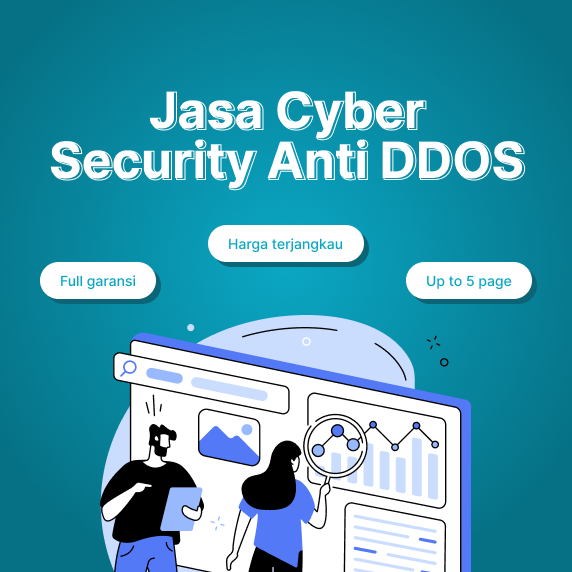 Jasa Cyber
Security Anti DDOS
Harga terjangkau
Full garansi
Up to 5 page